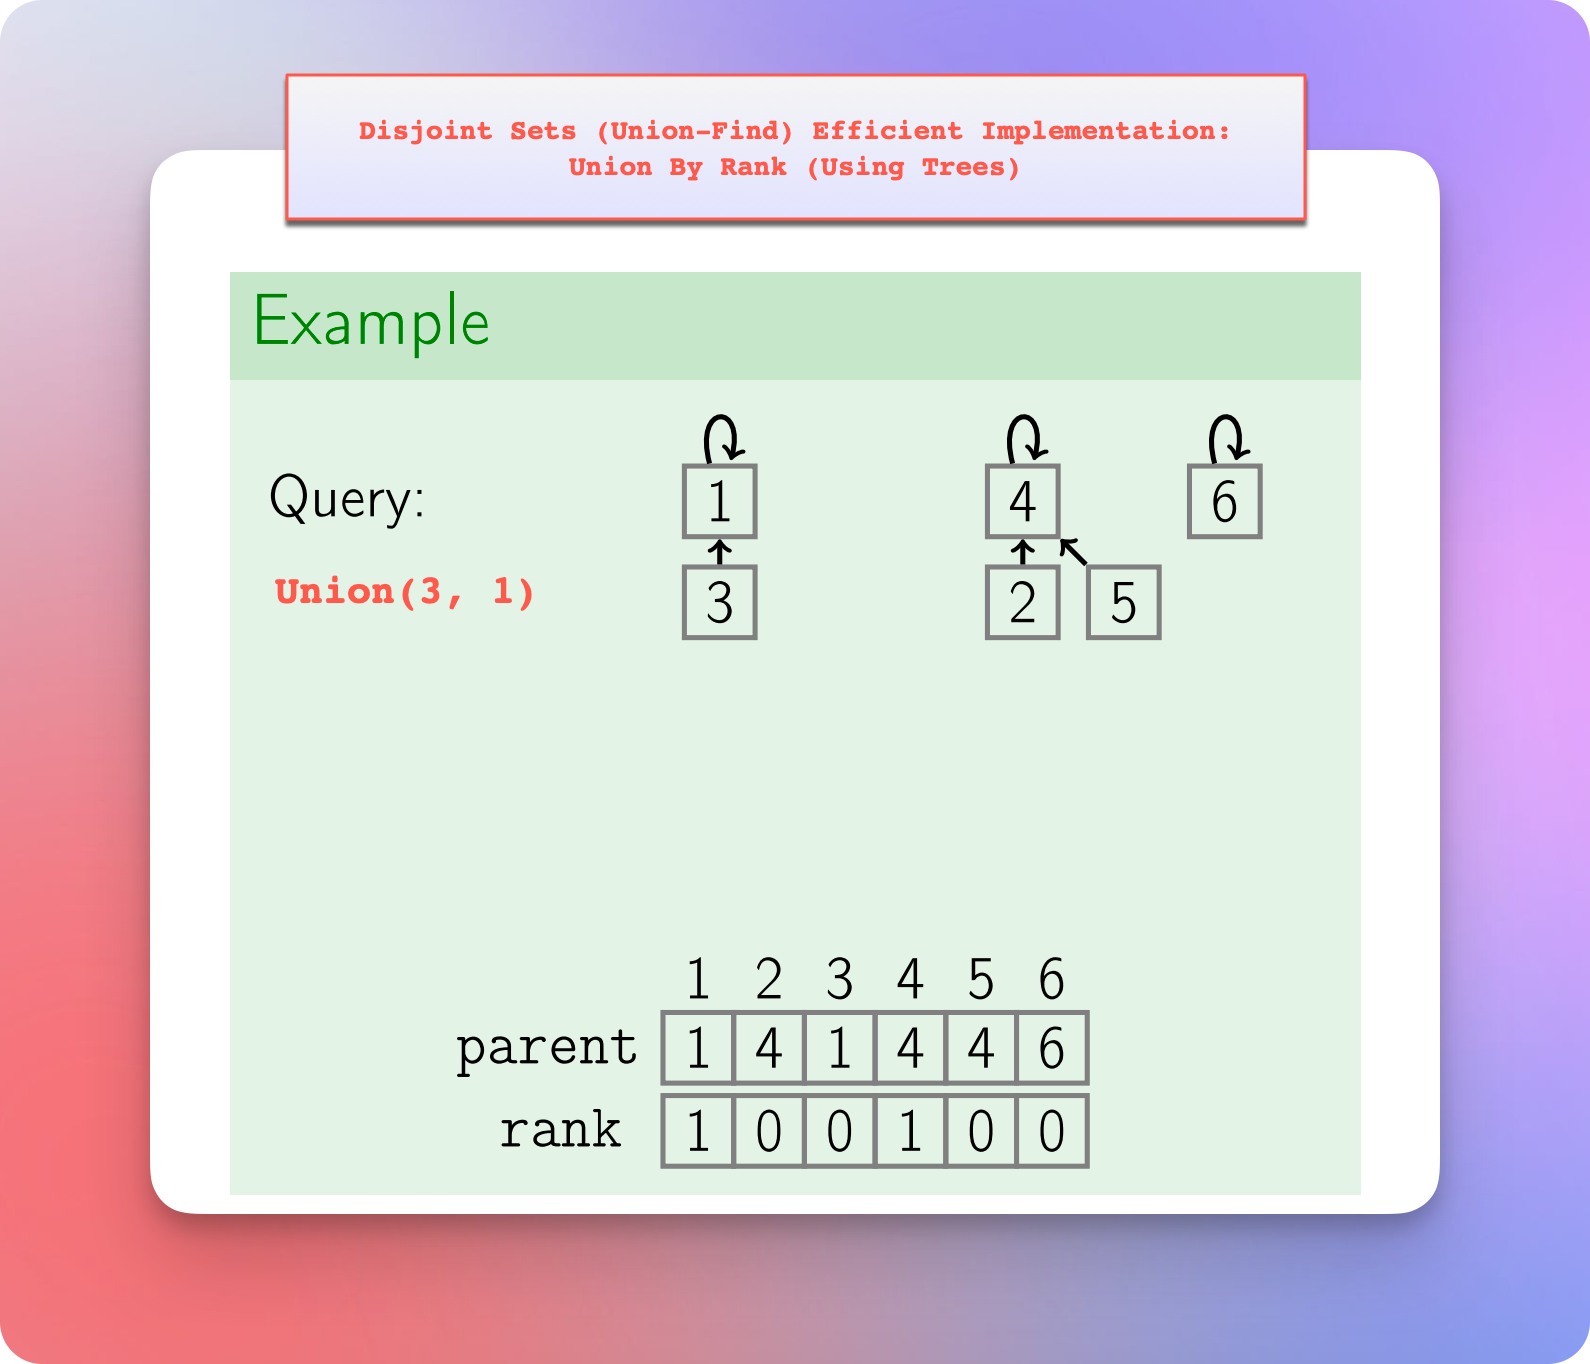 Disjoint Sets (Union-Find) Efficient Implementation:
Union By Rank (Using Trees)
Example
Query:
1 4 6
Union(3, 1)
3 2 5
1 2 3 4 5 6
parent 1 4 1 4 4 6
rank 1 0 0 1 0 0